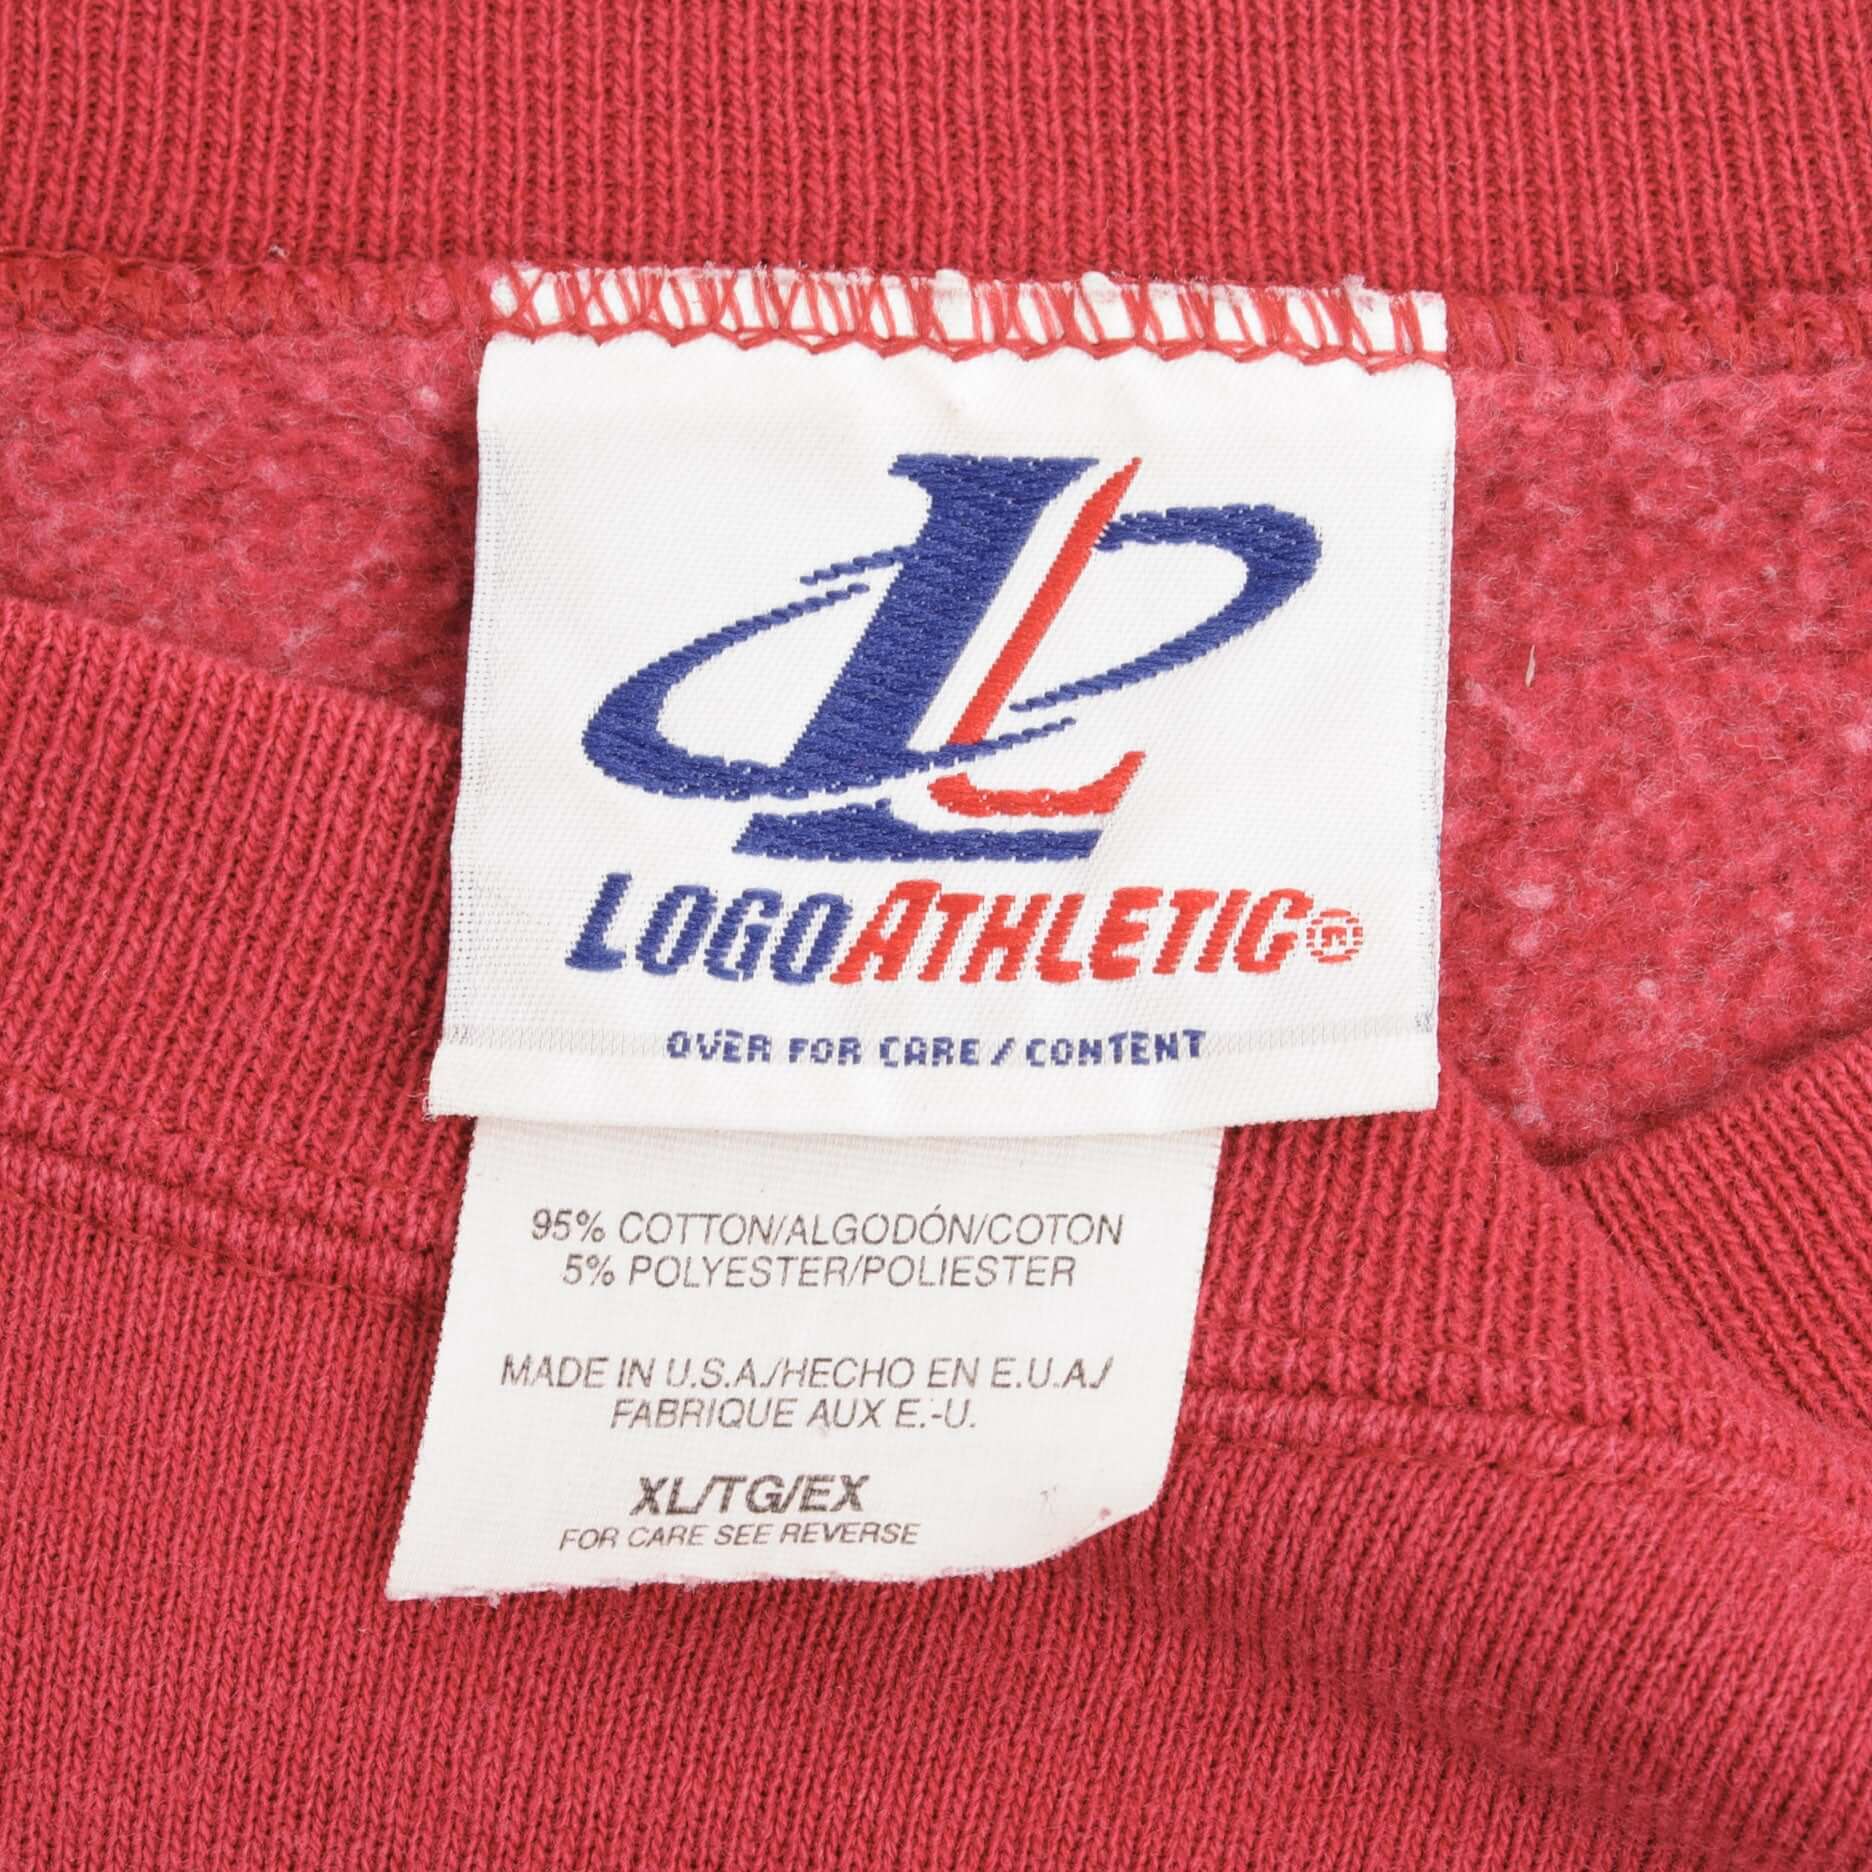 L
LOGOATHLETIC®
OVER FOR CARE / CONTENT
95% COTTON/ALGODÓN/COTON
5% POLYESTER/POLIESTER
MADE IN U.S.A./HECHO EN E.U.A./
FABRIQUE AUX E.-U.
XL/TG/EX
FOR CARE SEE REVERSE